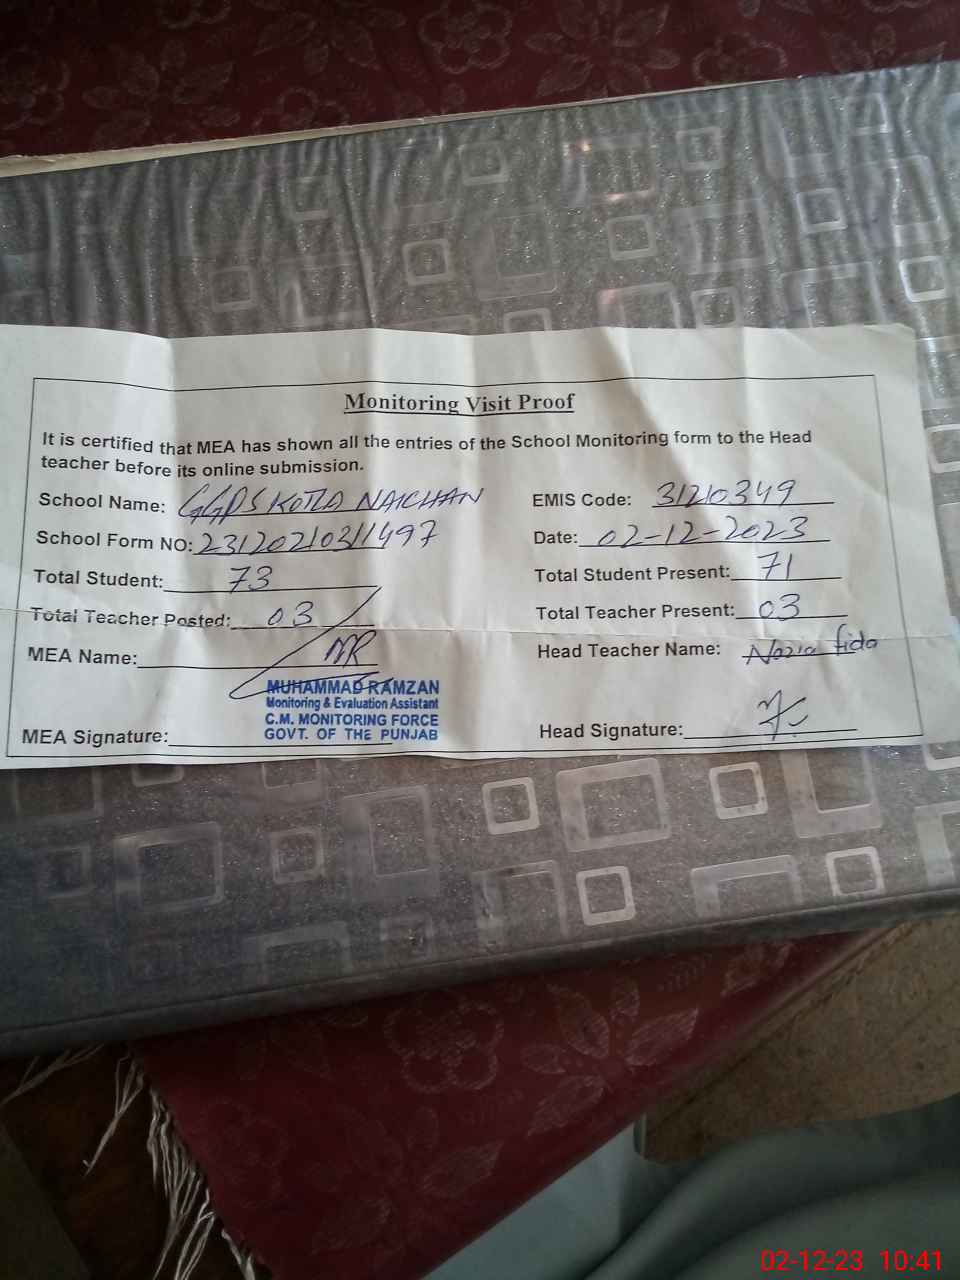 Monitoring Visit Proof
It is certified that MEA has shown all the entries of the School Monitoring form to the Head
teacher before its online submission.
School Name: GGPS KOTLA NAICHAN EMIS Code: 31210349
School Form NO: 23120210311497 Date: 02-12-2023
Total Student: 73 Total Student Present: 71
Total Teacher Posted: 03 Total Teacher Present: 03
MEA Name: MR Head Teacher Name: Nazia fida
MUHAMMAD RAMZAN
Monitoring & Evaluation Assistant
C.M. MONITORING FORCE
GOVT. OF THE PUNJAB
MEA Signature: Head Signature:
02-12-23 10:41